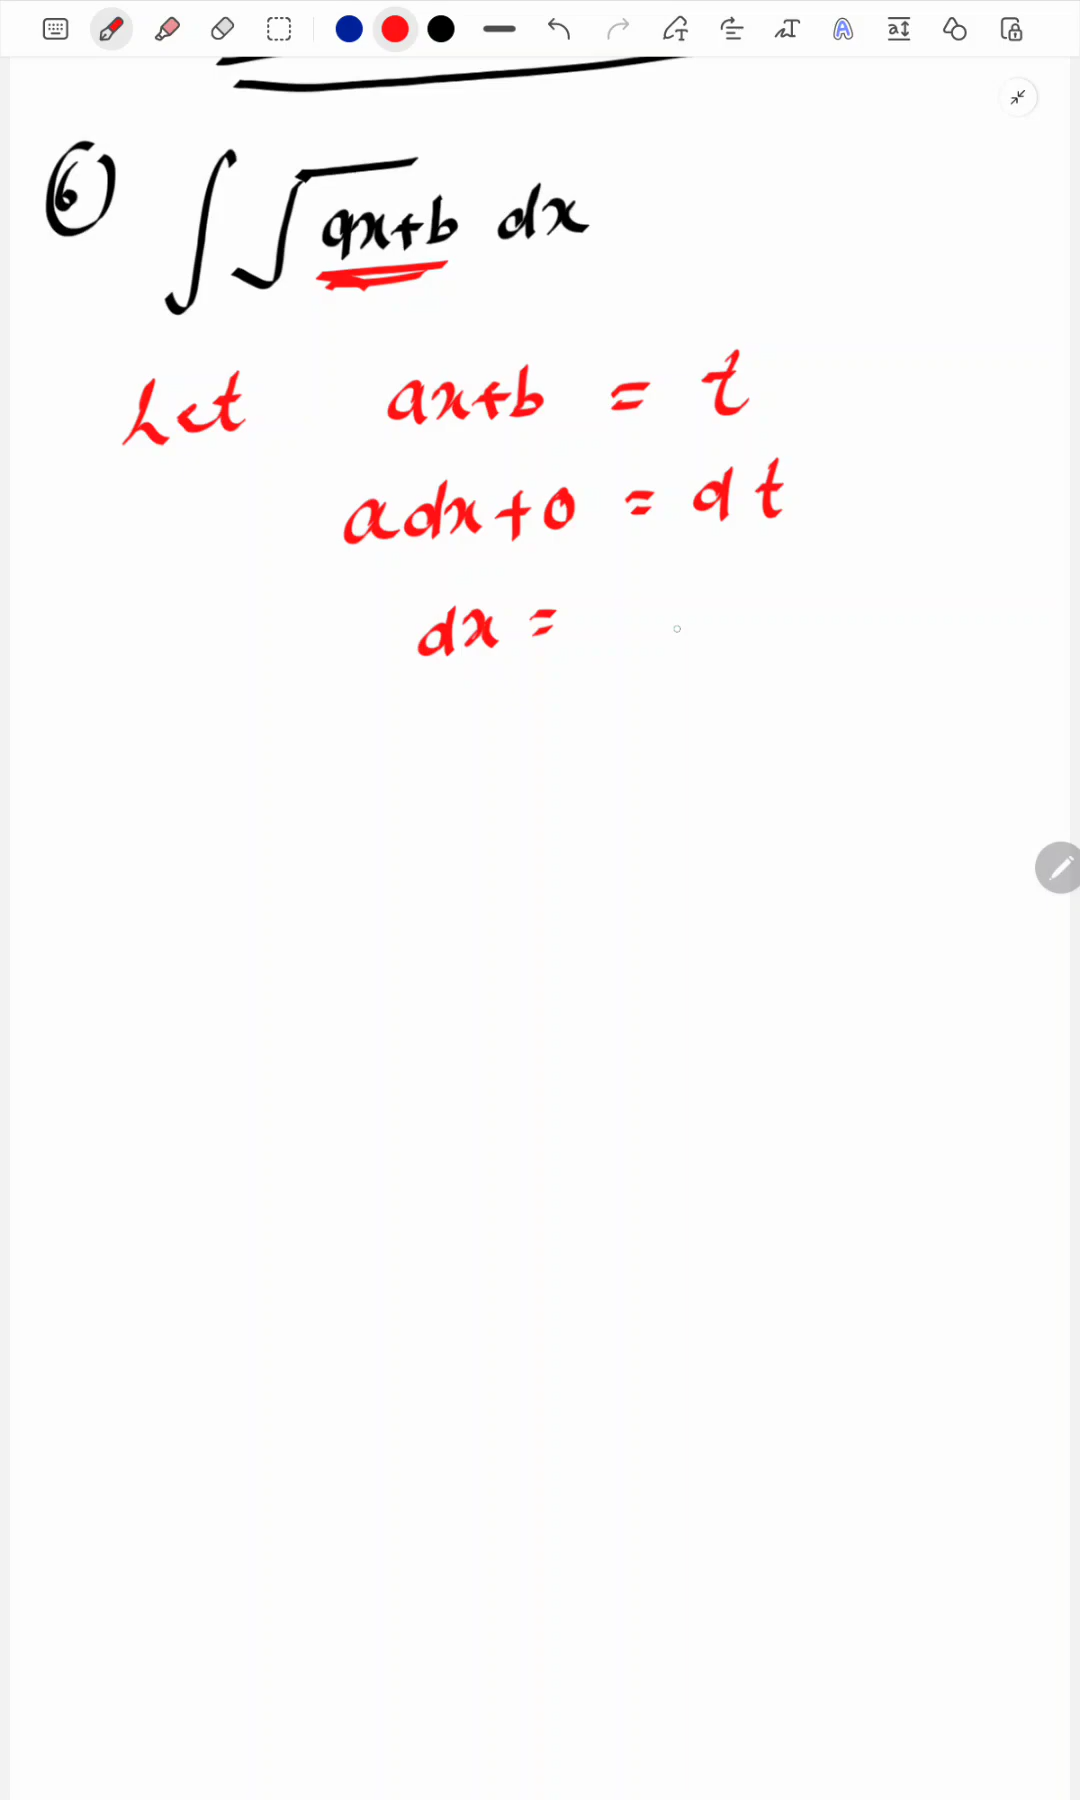 ⑥ ∫ √ax+b dx
Let ax+b = t
adx+0 = dt
dx =